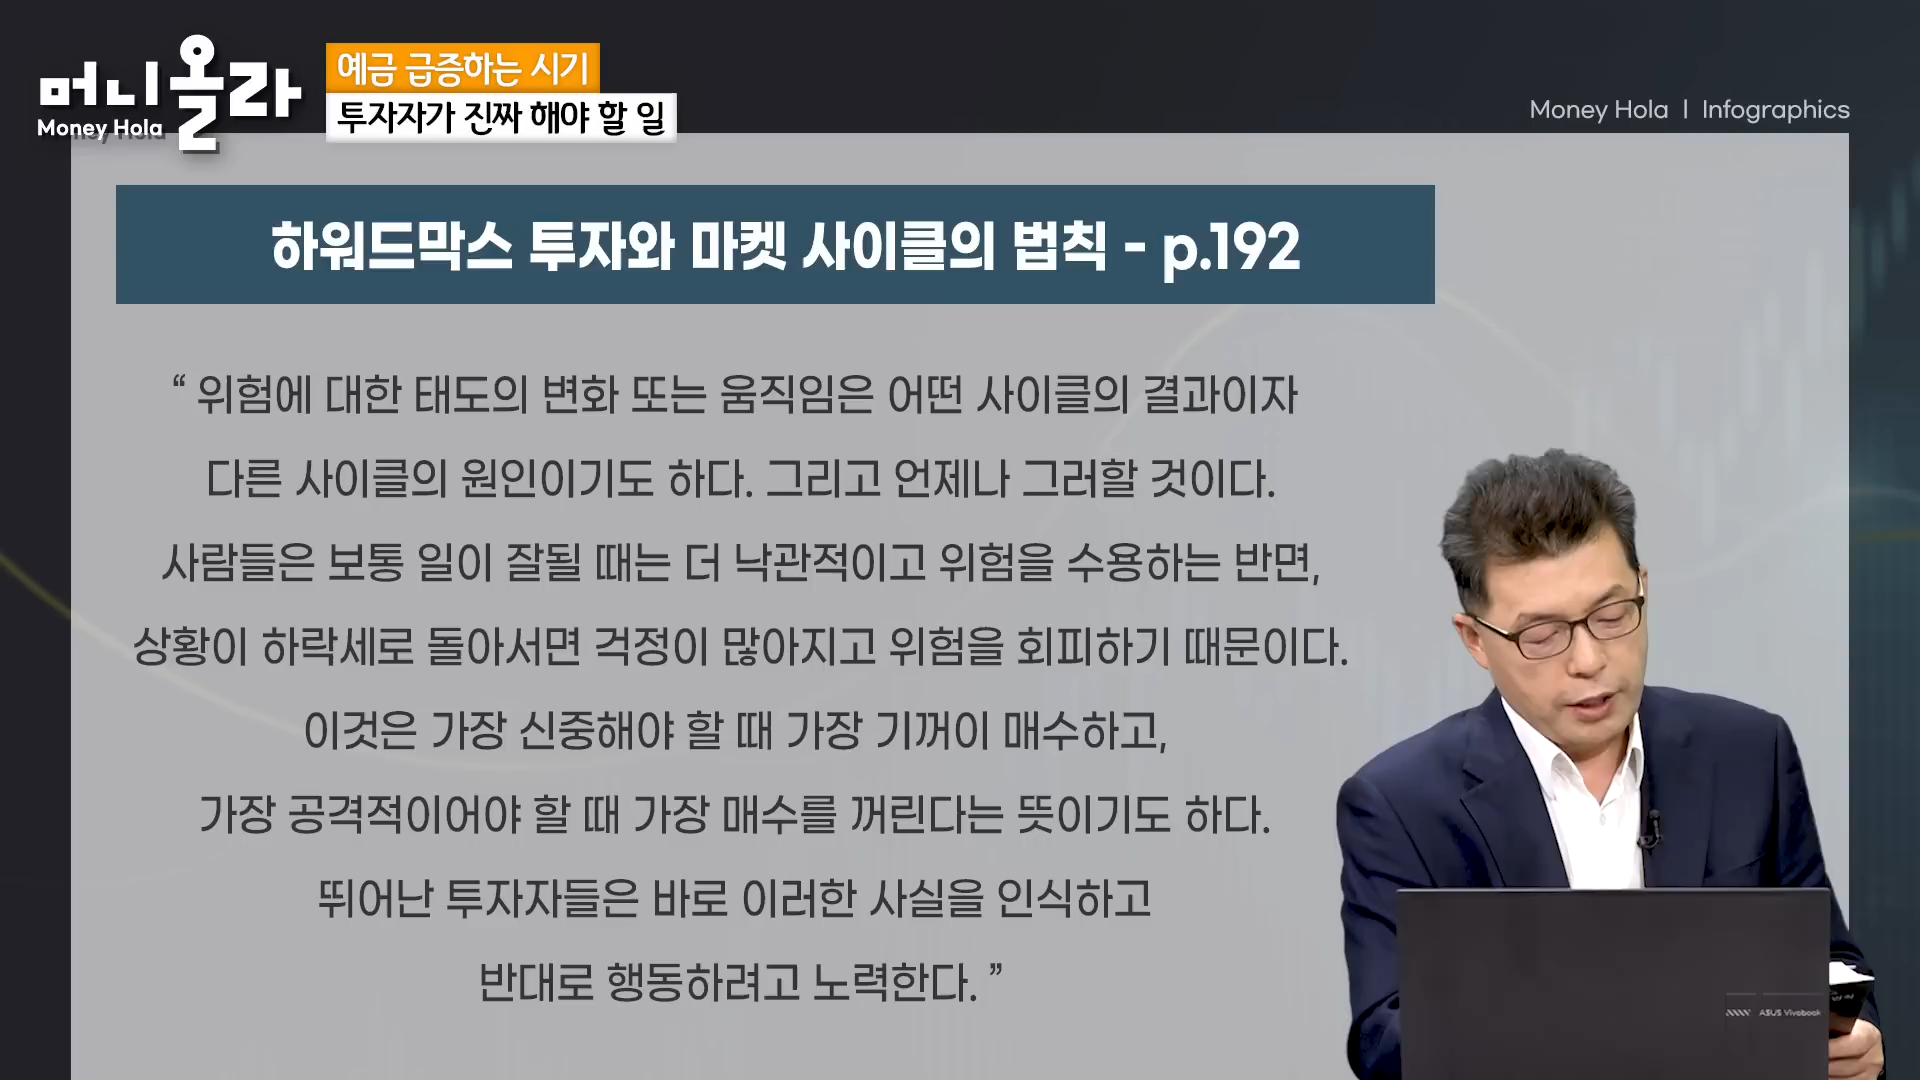 머니올라
Money Hola
예금 급증하는 시기
투자자가 진짜 해야 할 일
Money Hola | Infographics
하워드막스 투자와 마켓 사이클의 법칙 - p.192
“ 위험에 대한 태도의 변화 또는 움직임은 어떤 사이클의 결과이자
다른 사이클의 원인이기도 하다. 그리고 언제나 그러할 것이다.
사람들은 보통 일이 잘될 때는 더 낙관적이고 위험을 수용하는 반면,
상황이 하락세로 돌아서면 걱정이 많아지고 위험을 회피하기 때문이다.
이것은 가장 신중해야 할 때 가장 기꺼이 매수하고,
가장 공격적이어야 할 때 가장 매수를 꺼린다는 뜻이기도 하다.
뛰어난 투자자들은 바로 이러한 사실을 인식하고
반대로 행동하려고 노력한다. ”
ASUS Vivobook